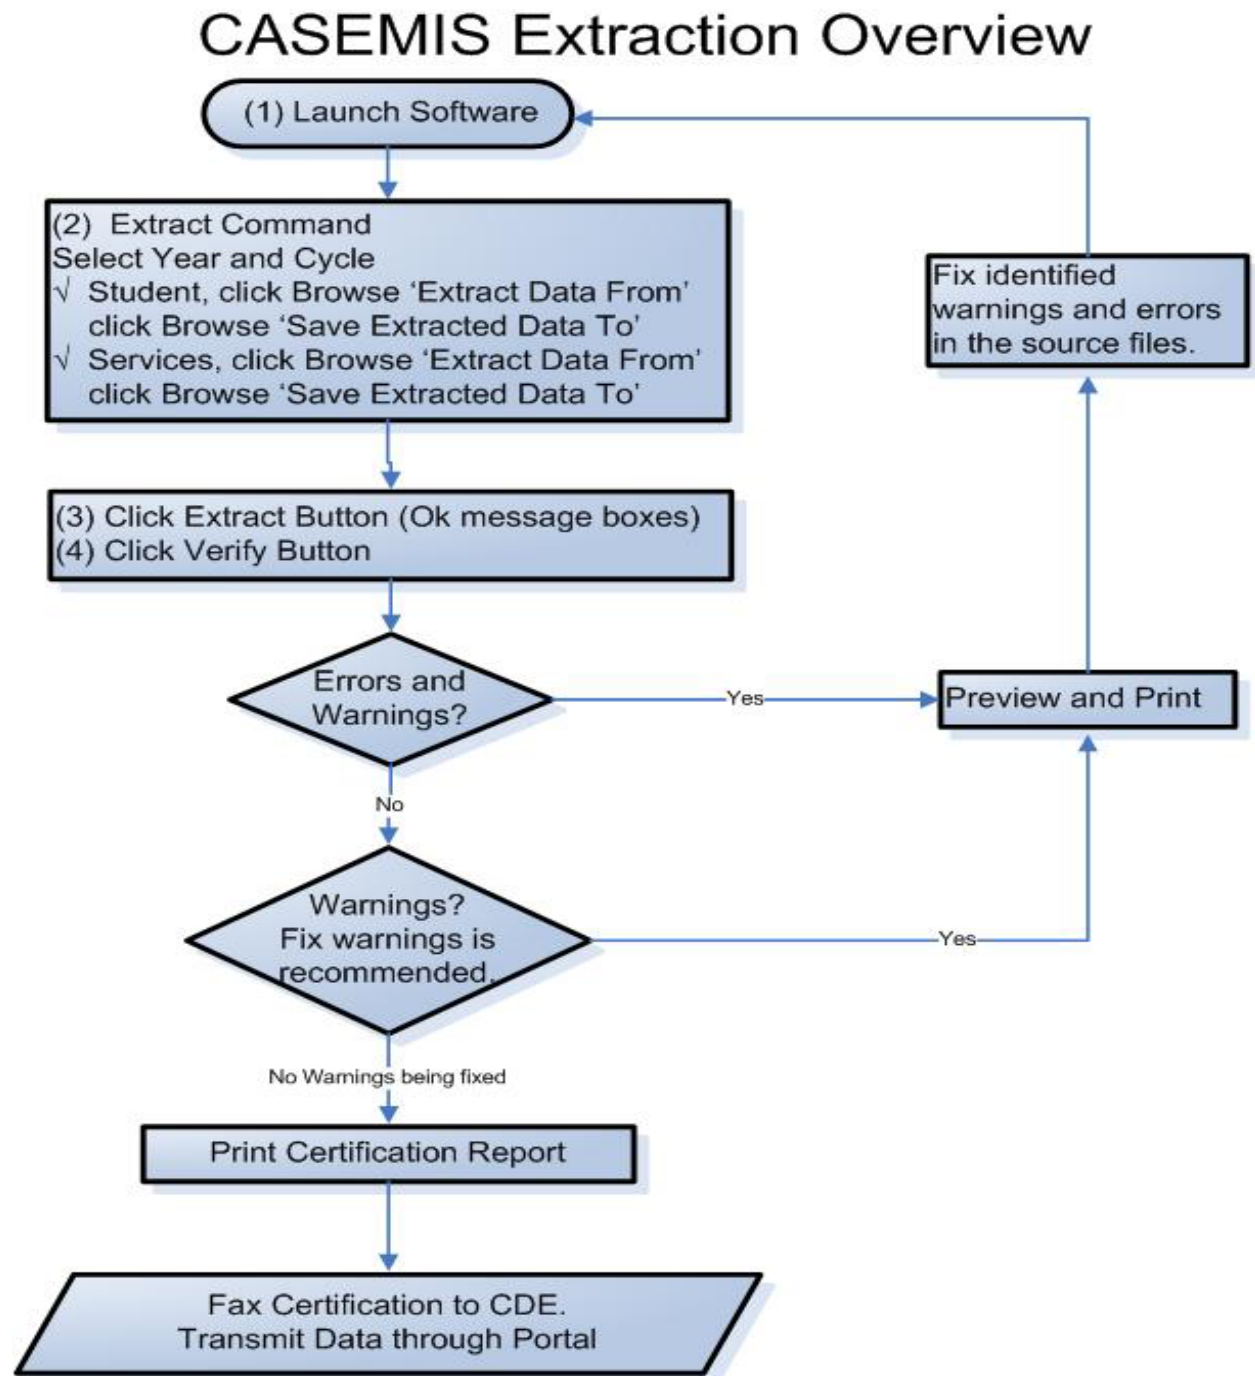 CASEMIS Extraction Overview
(1) Launch Software
(2) Extract Command
Select Year and Cycle
√ Student, click Browse ‘Extract Data From’
click Browse ‘Save Extracted Data To’
√ Services, click Browse ‘Extract Data From’
click Browse ‘Save Extracted Data To’
Fix identified
warnings and errors
in the source files.
(3) Click Extract Button (Ok message boxes)
(4) Click Verify Button
Errors and
Warnings?
Yes
Preview and Print
No
Warnings?
Fix warnings is
recommended.
Yes
No Warnings being fixed
Print Certification Report
Fax Certification to CDE.
Transmit Data through Portal